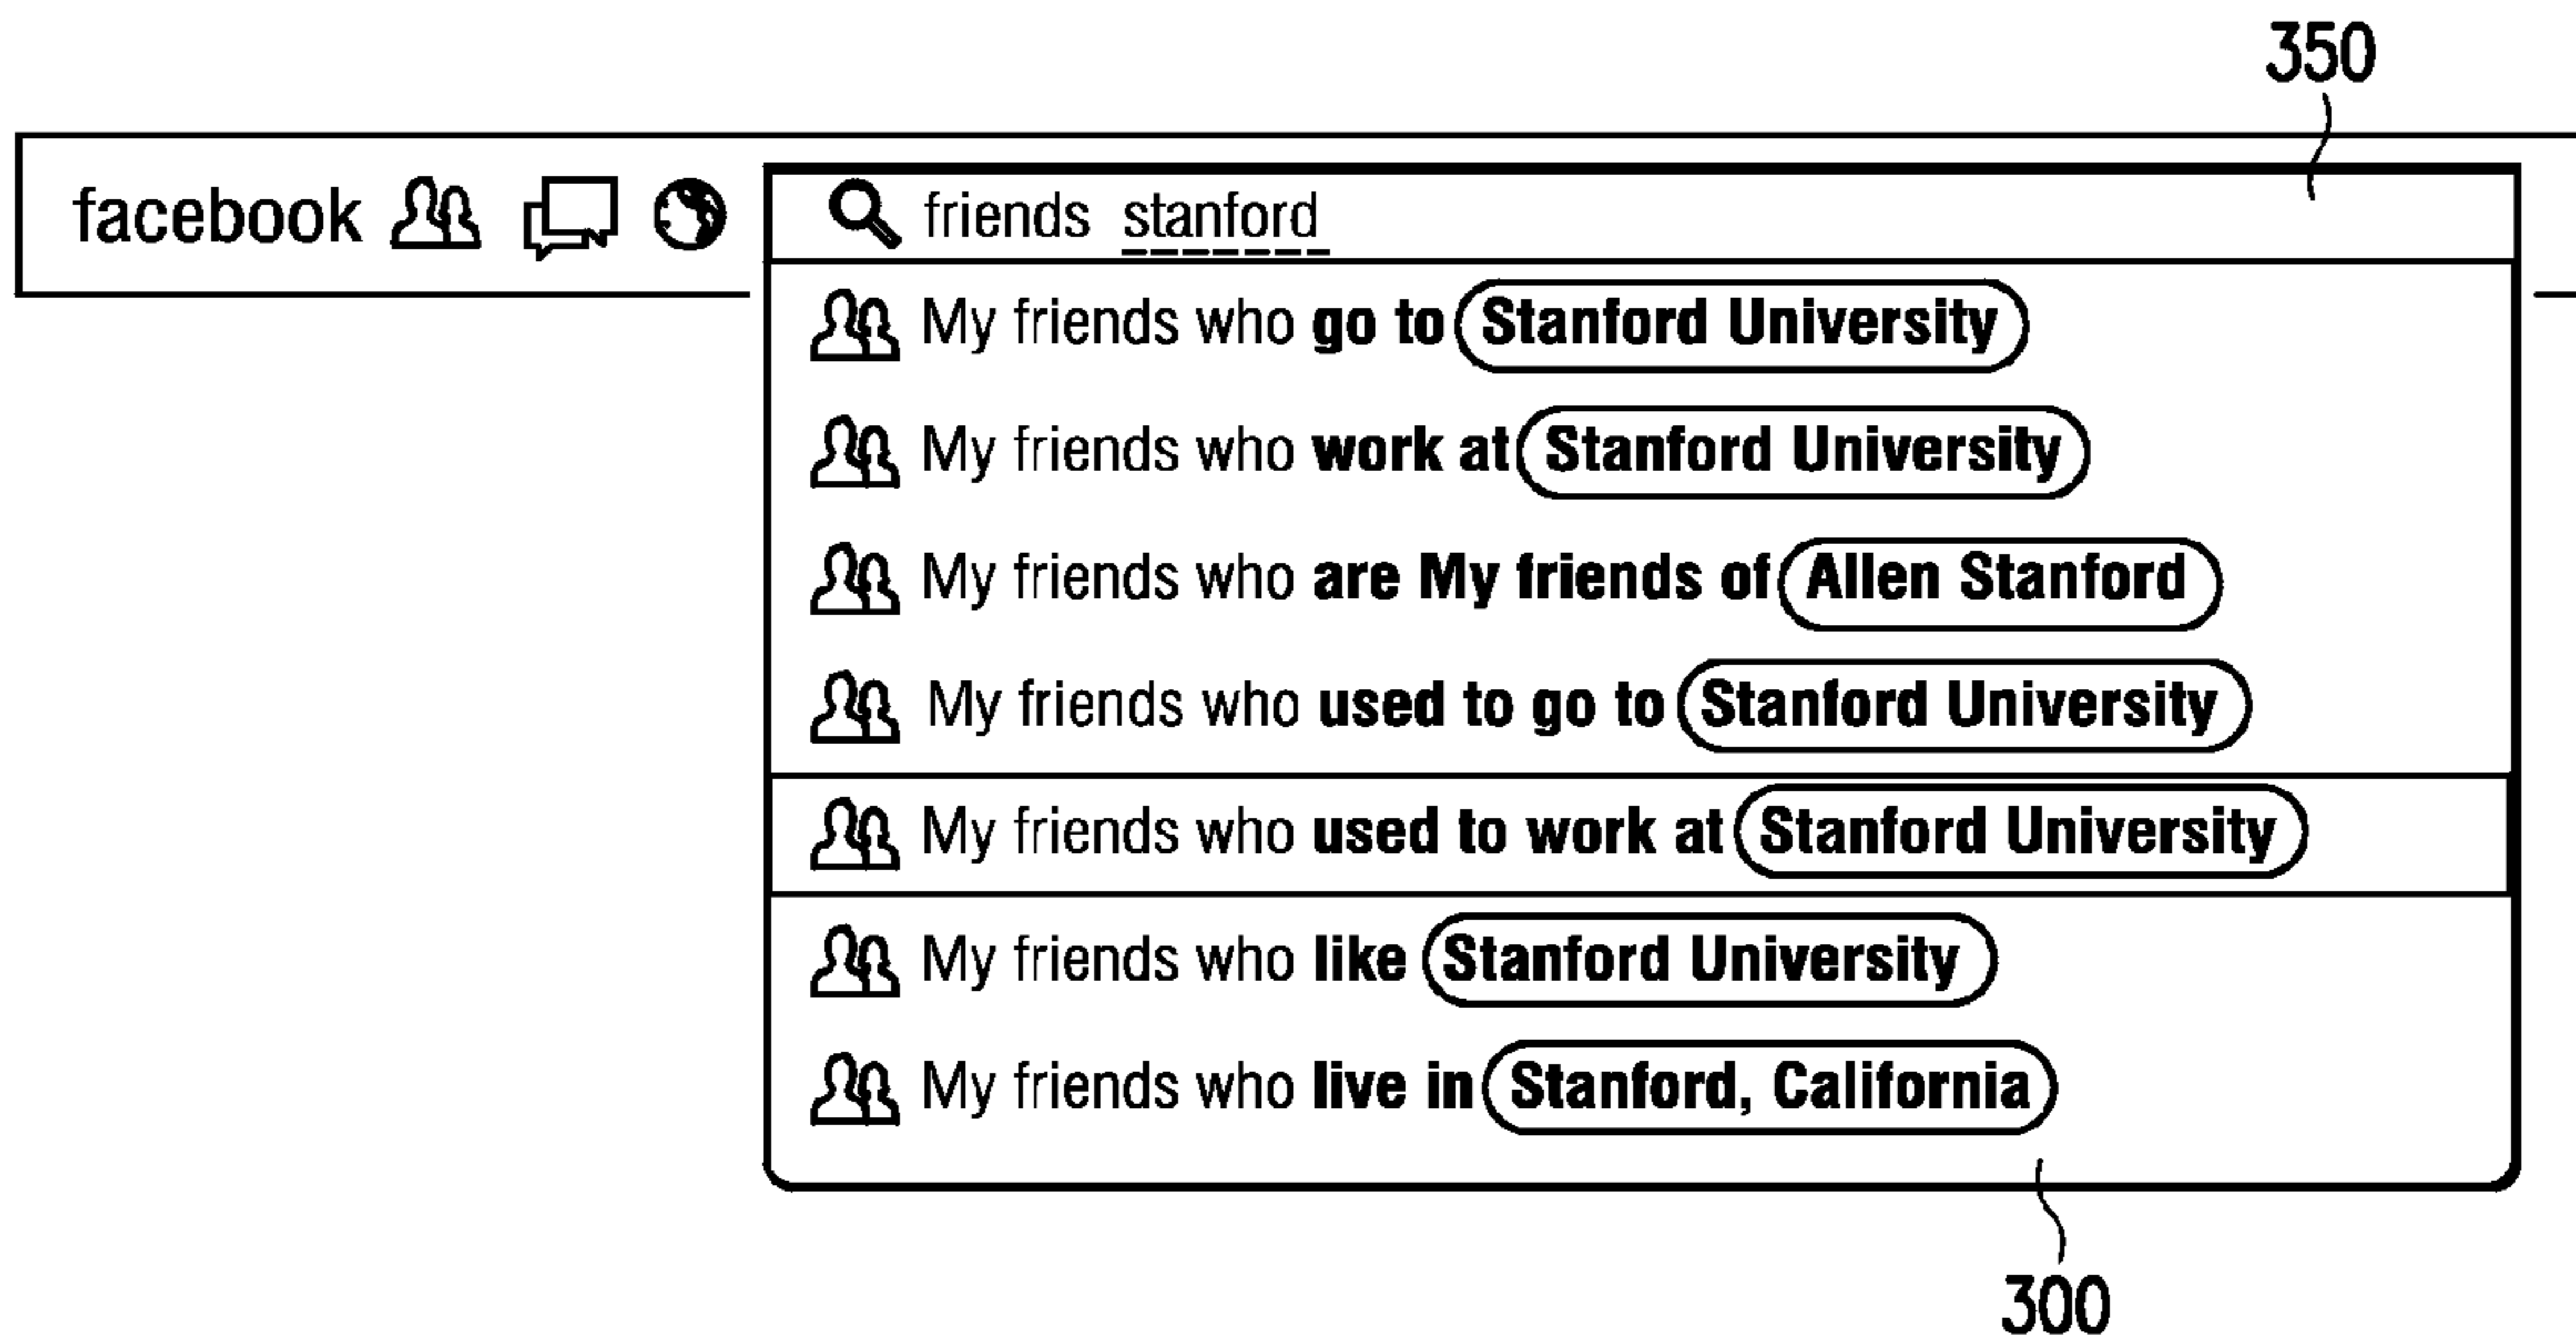 350
facebook friends stanford
My friends who go to Stanford University
My friends who work at Stanford University
My friends who are My friends of Allen Stanford
My friends who used to go to Stanford University
My friends who used to work at Stanford University
My friends who like Stanford University
My friends who live in Stanford, California
300